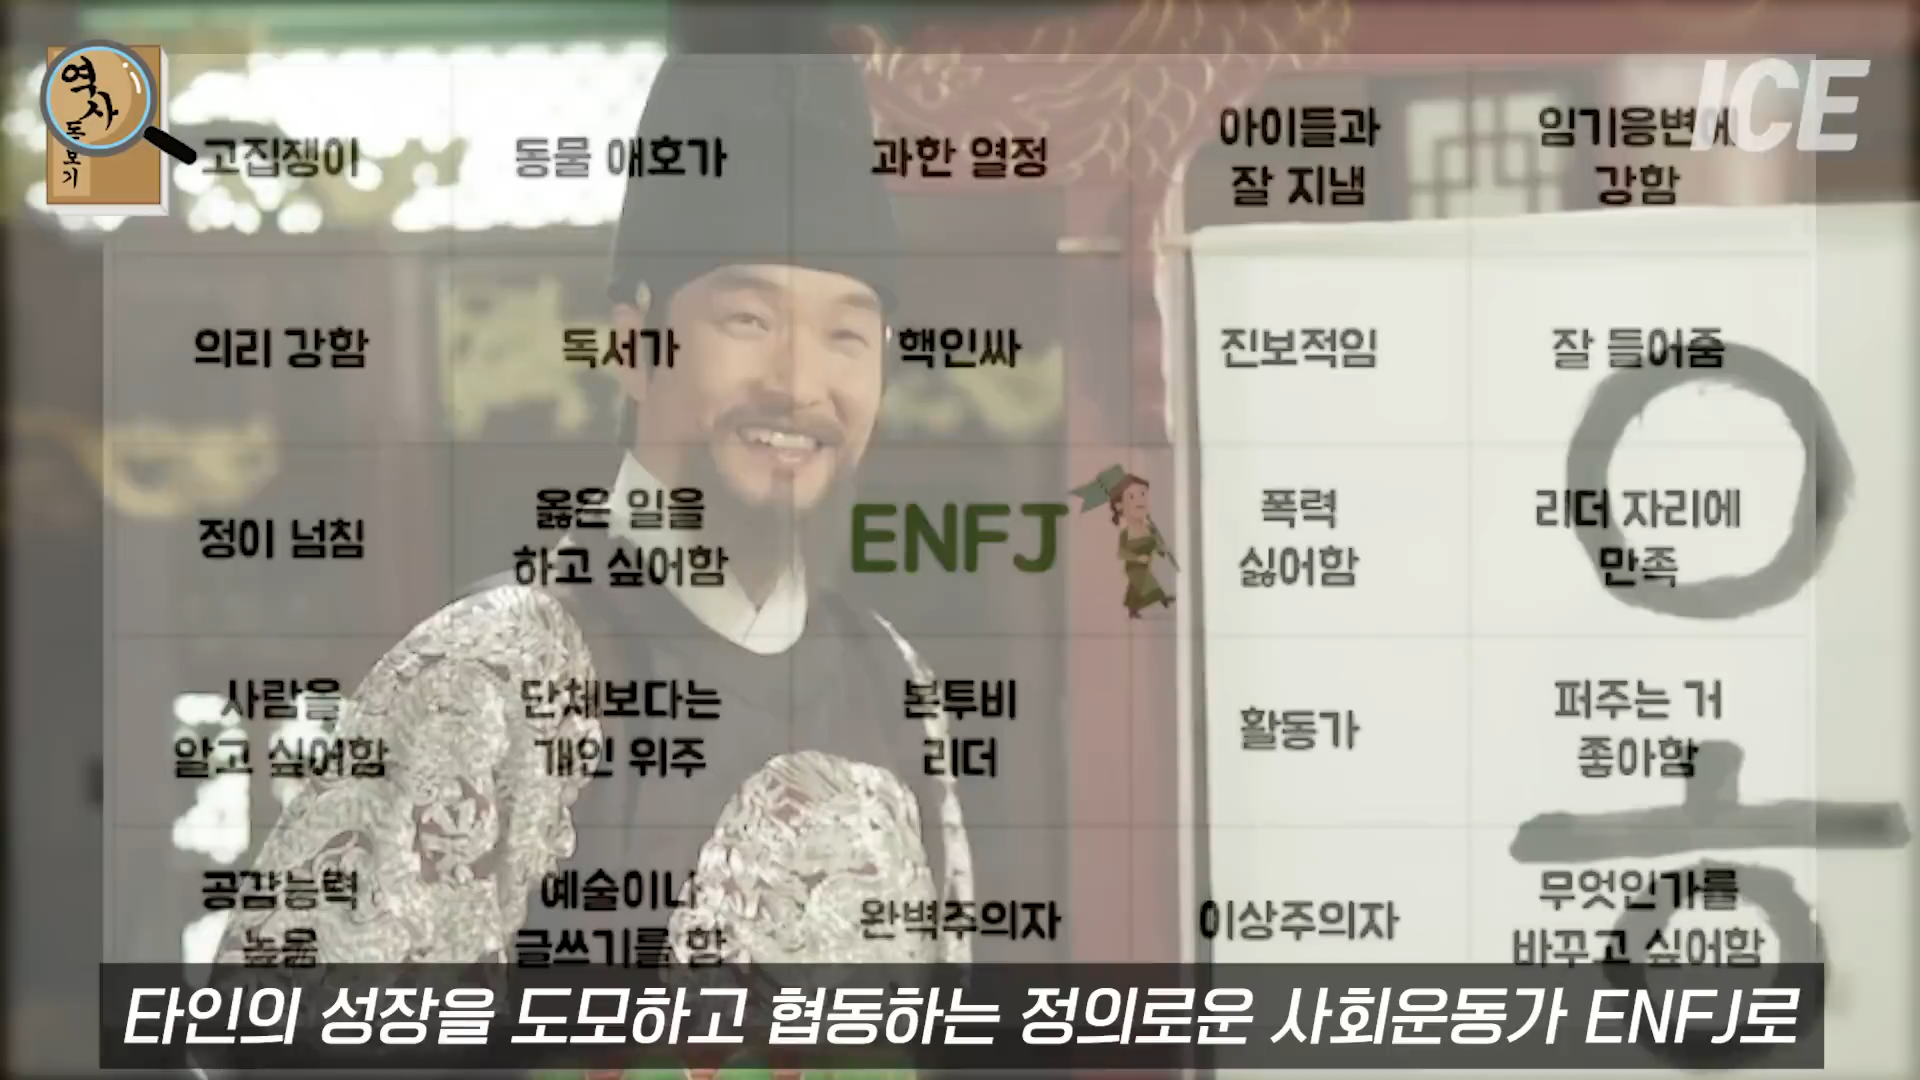 역사
돋보기
ICE
고집쟁이
동물 애호가
과한 열정
아이들과
잘 지냄
임기응변에
강함
의리 강함
독서가
핵인싸
진보적임
잘 들어줌
정이 넘침
옳은 일을
하고 싶어함
ENFJ
폭력
싫어함
리더 자리에
만족
사람을
알고 싶어함
단체보다는
개인 위주
본투비
리더
활동가
퍼주는 거
좋아함
공감능력
높음
예술이나
글쓰기를 향
완벽주의자
이상주의자
무엇인가를
바꾸고 싶어함
응
타인의 성장을 도모하고 협동하는 정의로운 사회운동가 ENFJ로